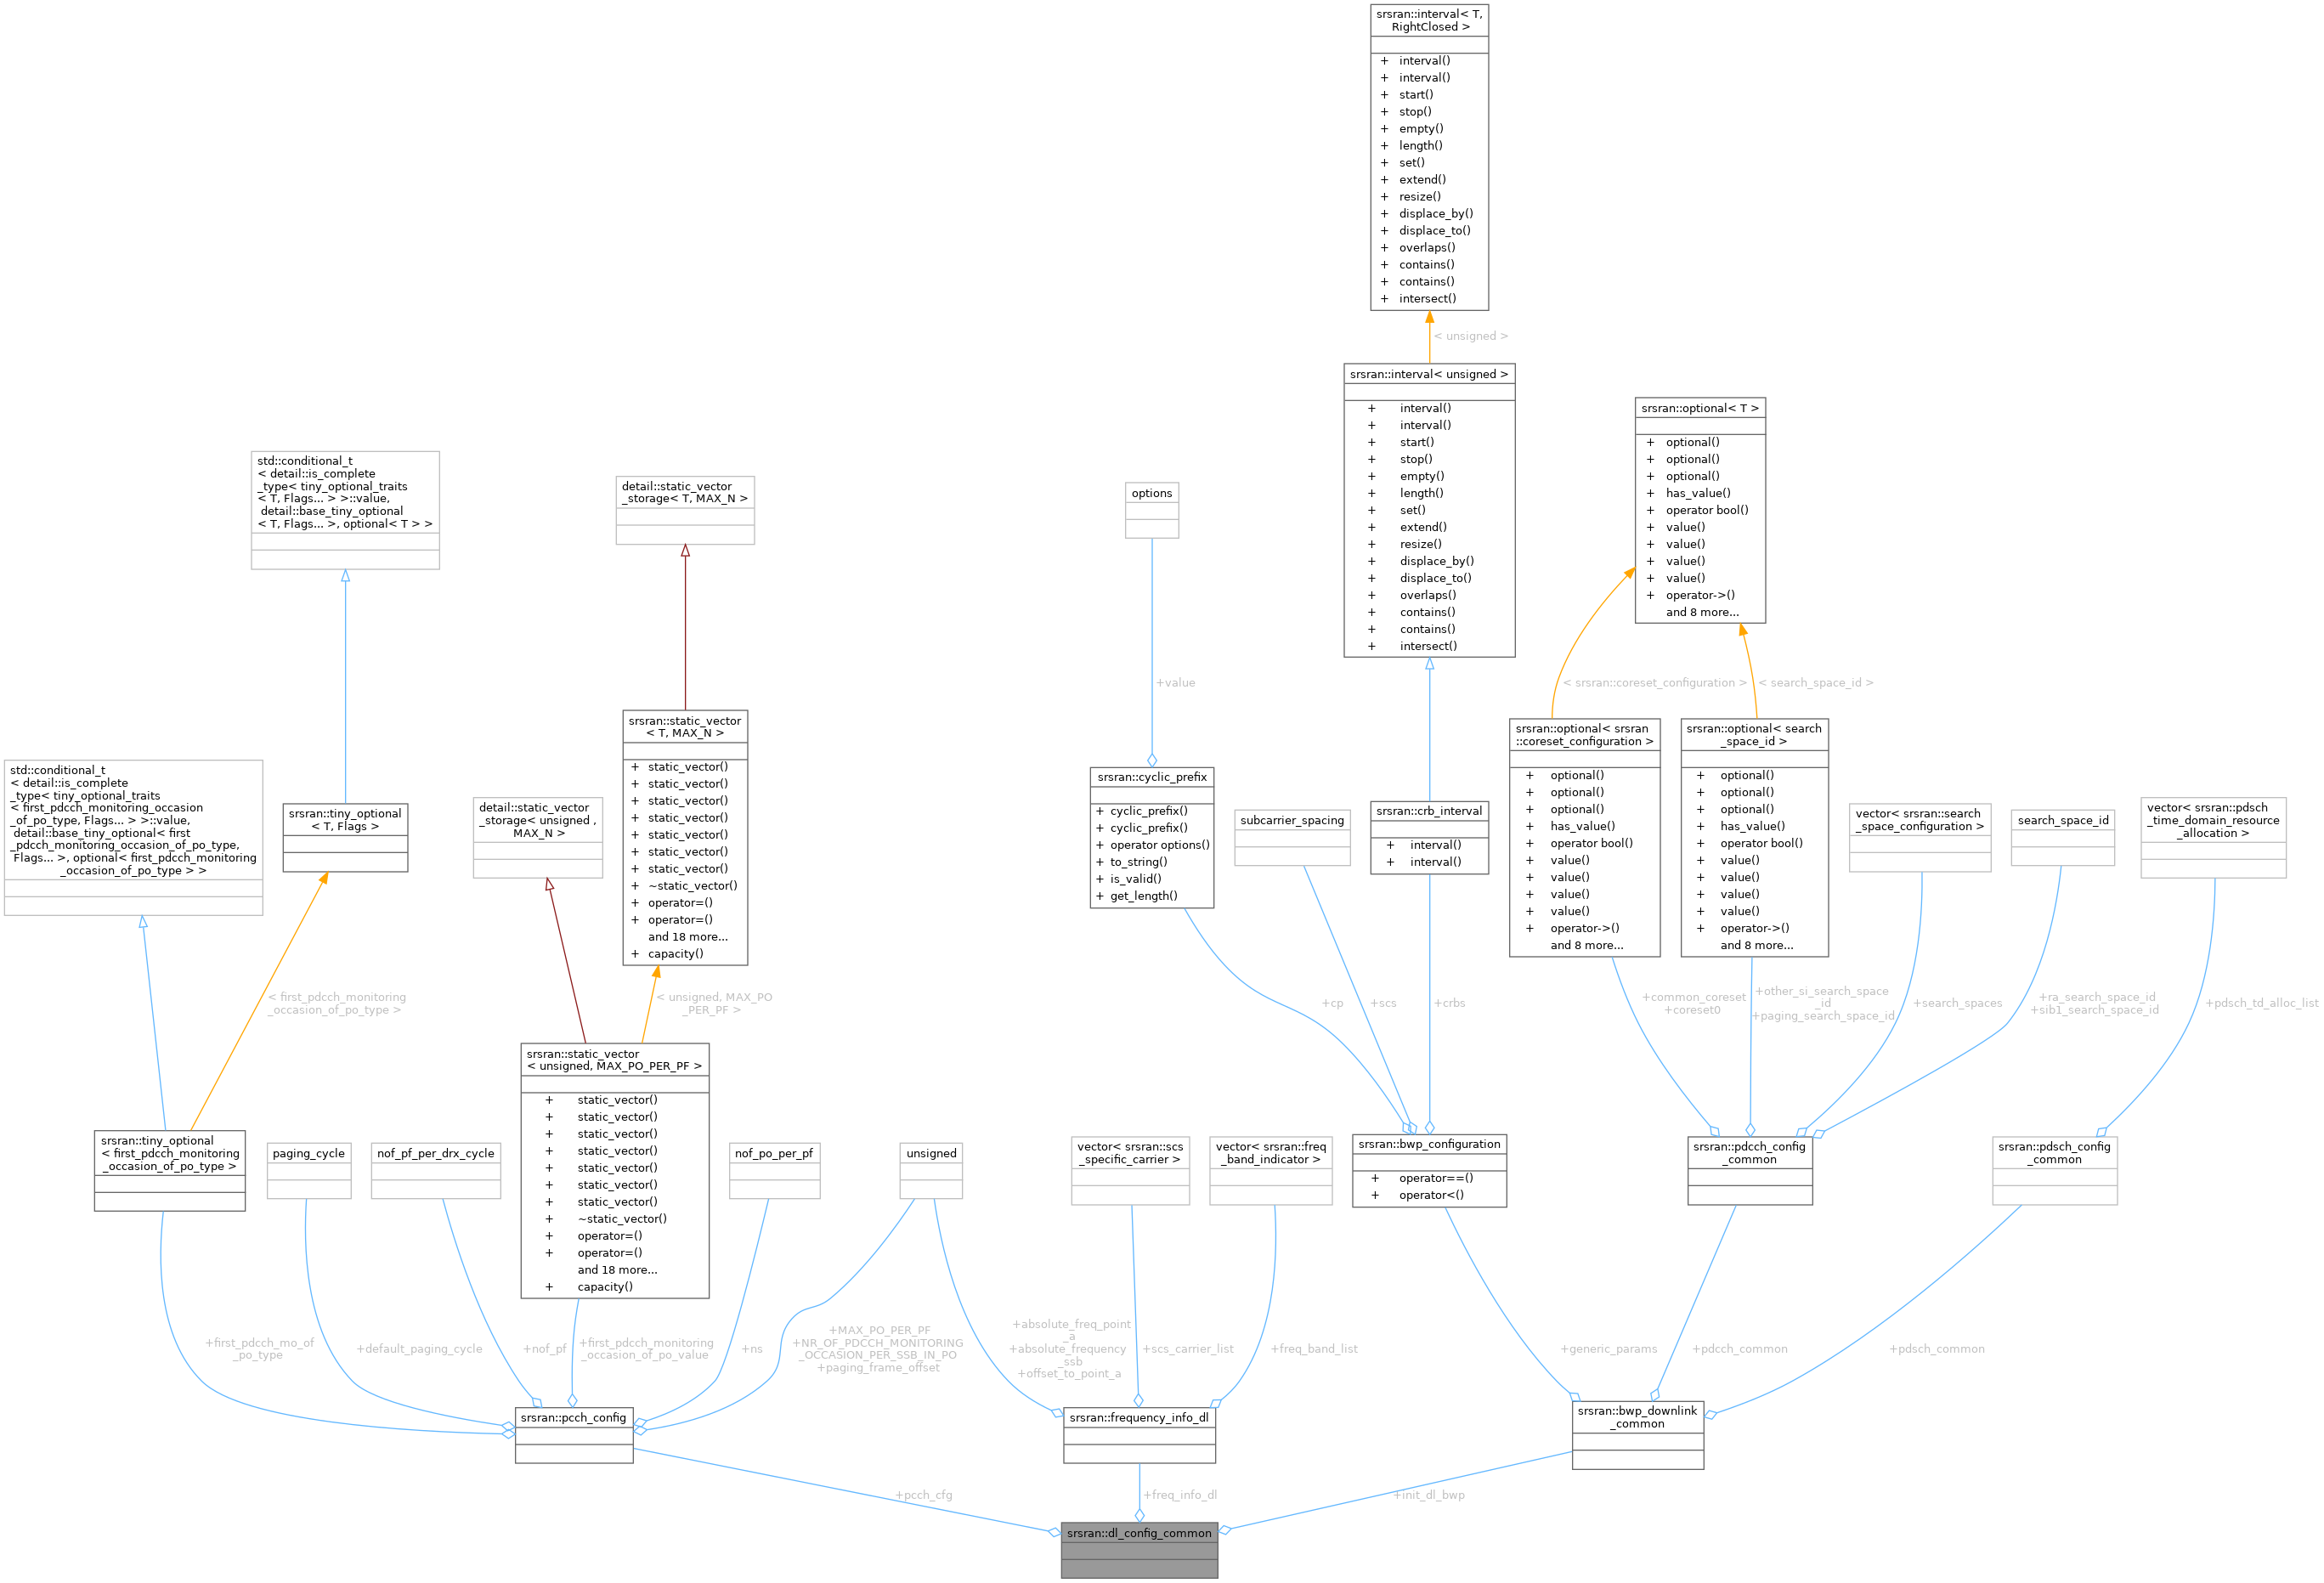 srsran::interval< T,
RightClosed >
+ interval()
+ interval()
+ start()
+ stop()
+ empty()
+ length()
+ set()
+ extend()
+ resize()
+ displace_by()
+ displace_to()
+ overlaps()
+ contains()
+ contains()
+ intersect()
< unsigned >
srsran::interval< unsigned >
+ interval()
+ interval()
+ start()
+ stop()
+ empty()
+ length()
+ set()
+ extend()
+ resize()
+ displace_by()
+ displace_to()
+ overlaps()
+ contains()
+ contains()
+ intersect()
srsran::optional< T >
+ optional()
+ optional()
+ optional()
+ has_value()
+ operator bool()
+ value()
+ value()
+ value()
+ value()
+ operator->()
and 8 more...
std::conditional_t
< detail::is_complete
_type< tiny_optional_traits
< T, Flags... > >::value,
detail::base_tiny_optional
< T, Flags... >, optional< T > >
detail::static_vector
_storage< T, MAX_N >
options
+value
< srsran::coreset_configuration >
< search_space_id >
std::conditional_t
< detail::is_complete
_type< tiny_optional_traits
< first_pdcch_monitoring_occasion
_of_po_type, Flags... > >::value,
detail::base_tiny_optional< first
_pdcch_monitoring_occasion_of_po_type,
Flags... >, optional< first_pdcch_monitoring
_occasion_of_po_type > >
srsran::tiny_optional
< T, Flags >
detail::static_vector
_storage< unsigned ,
MAX_N >
srsran::static_vector
< T, MAX_N >
+ static_vector()
+ static_vector()
+ static_vector()
+ static_vector()
+ static_vector()
+ static_vector()
+ static_vector()
+ ~static_vector()
+ operator=()
+ operator=()
and 18 more...
+ capacity()
srsran::cyclic_prefix
+ cyclic_prefix()
+ cyclic_prefix()
+ operator options()
+ to_string()
+ is_valid()
+ get_length()
subcarrier_spacing
srsran::crb_interval
+ interval()
+ interval()
srsran::optional< srsran
::coreset_configuration >
+ optional()
+ optional()
+ optional()
+ has_value()
+ operator bool()
+ value()
+ value()
+ value()
+ value()
+ operator->()
and 8 more...
srsran::optional< search
_space_id >
+ optional()
+ optional()
+ optional()
+ has_value()
+ operator bool()
+ value()
+ value()
+ value()
+ value()
+ operator->()
and 8 more...
vector< srsran::search
_space_configuration >
search_space_id
vector< srsran::pdsch
_time_domain_resource
_allocation >
< first_pdcch_monitoring
_occasion_of_po_type >
< unsigned, MAX_PO
_PER_PF >
+cp
+scs
+crbs
+common_coreset
+coreset0
+other_si_search_space
_id
+paging_search_space_id
+search_spaces
+ra_search_space_id
+sib1_search_space_id
+pdsch_td_alloc_list
srsran::tiny_optional
< first_pdcch_monitoring
_occasion_of_po_type >
paging_cycle
nof_pf_per_drx_cycle
srsran::static_vector
< unsigned, MAX_PO_PER_PF >
+ static_vector()
+ static_vector()
+ static_vector()
+ static_vector()
+ static_vector()
+ static_vector()
+ static_vector()
+ ~static_vector()
+ operator=()
+ operator=()
and 18 more...
+ capacity()
nof_po_per_pf
unsigned
vector< srsran::scs
_specific_carrier >
vector< srsran::freq
_band_indicator >
srsran::bwp_configuration
+ operator==()
+ operator<()
srsran::pdcch_config
_common
srsran::pdsch_config
_common
+first_pdcch_mo_of
_po_type
+default_paging_cycle
+nof_pf
+first_pdcch_monitoring
_occasion_of_po_value
+ns
+MAX_PO_PER_PF
+NR_OF_PDCCH_MONITORING
_OCCASION_PER_SSB_IN_PO
+paging_frame_offset
+absolute_freq_point
_a
+absolute_frequency
_ssb
+offset_to_point_a
+scs_carrier_list
+freq_band_list
+generic_params
+pdcch_common
+pdsch_common
srsran::pcch_config
srsran::frequency_info_dl
srsran::bwp_downlink
_common
+pcch_cfg
+freq_info_dl
+init_dl_bwp
srsran::dl_config_common